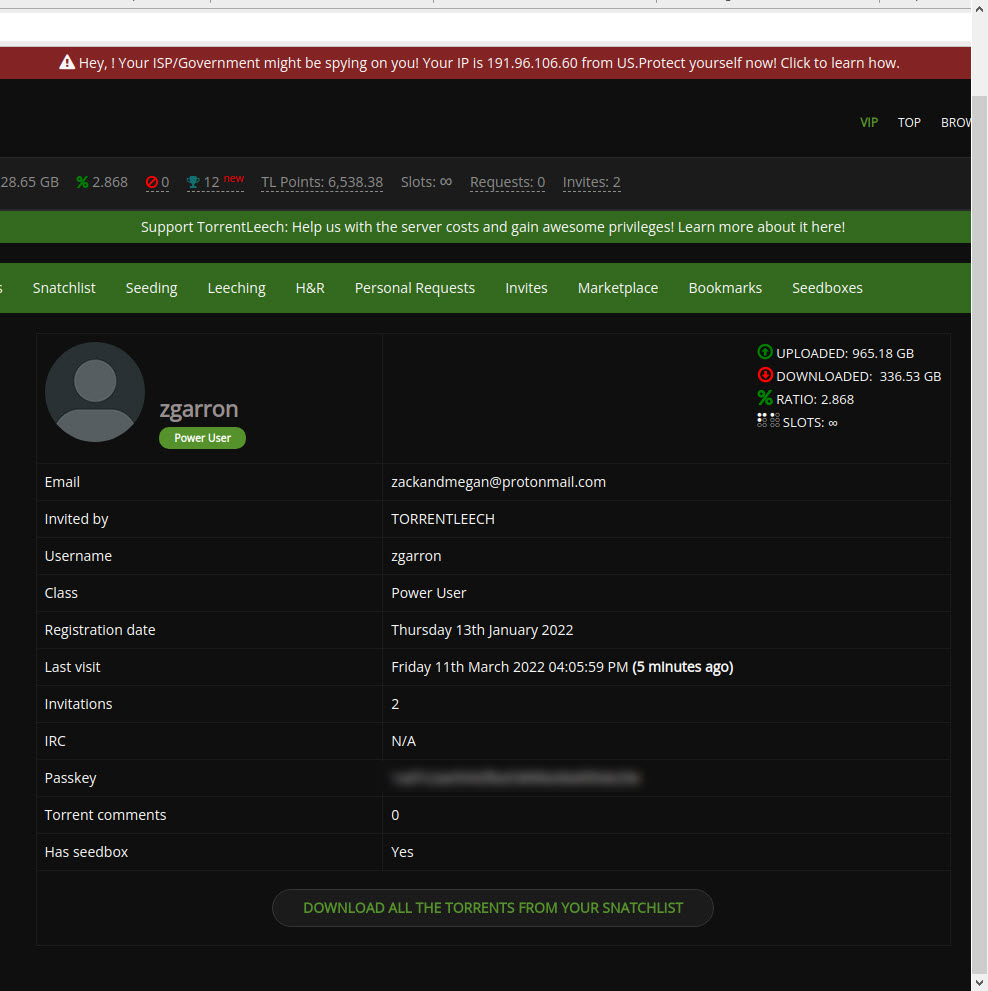 Hey, ! Your ISP/Government might be spying on you! Your IP is 191.96.106.60 from US.Protect yourself now! Click to learn how.
VIP TOP BROW
28.65 GB % 2.868 0 12 new TL Points: 6,538.38 Slots: ∞ Requests: 0 Invites: 2
Support TorrentLeech: Help us with the server costs and gain awesome privileges! Learn more about it here!
s Snatchlist Seeding Leeching H&R Personal Requests Invites Marketplace Bookmarks Seedboxes
UPLOADED: 965.18 GB
DOWNLOADED: 336.53 GB
% RATIO: 2.868
SLOTS: ∞
zgarron
Power User
Email zackandmegan@protonmail.com
Invited by TORRENTLEECH
Username zgarron
Class Power User
Registration date Thursday 13th January 2022
Last visit Friday 11th March 2022 04:05:59 PM (5 minutes ago)
Invitations 2
IRC N/A
Passkey
Torrent comments 0
Has seedbox Yes
DOWNLOAD ALL THE TORRENTS FROM YOUR SNATCHLIST